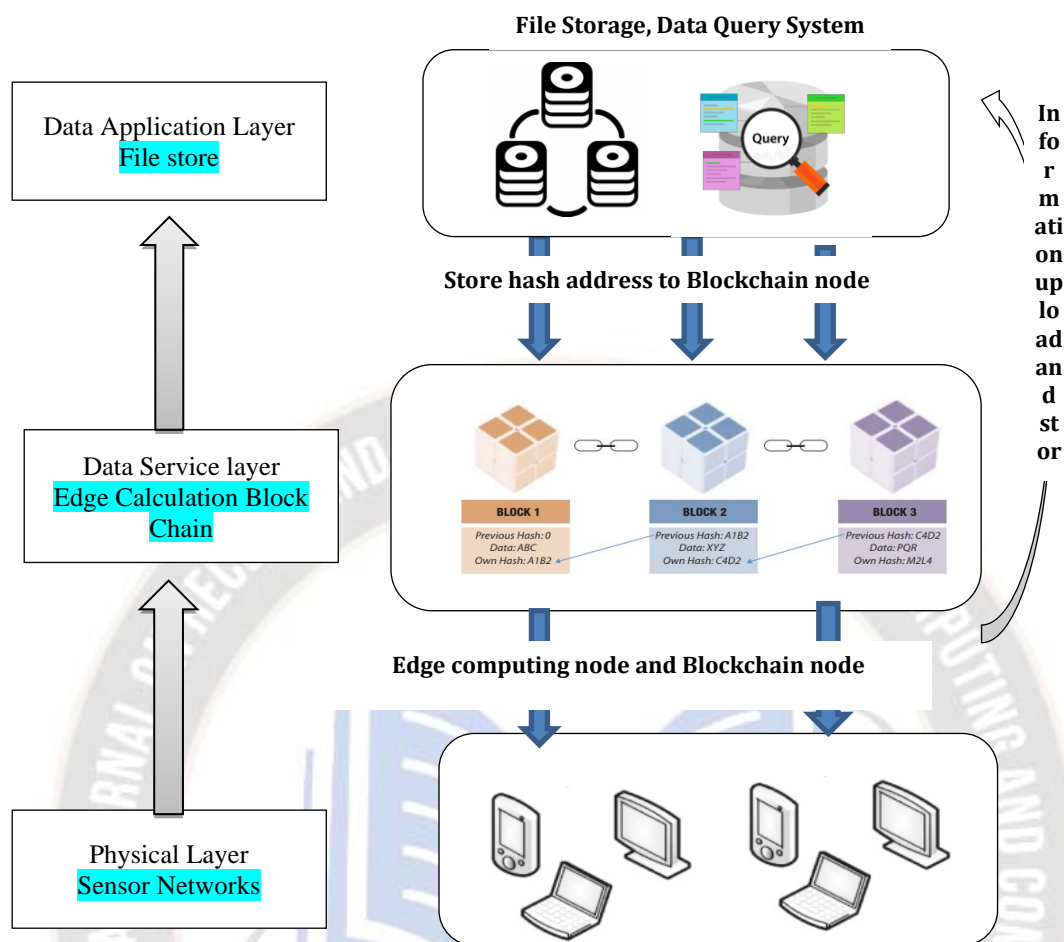 File Storage, Data Query System
Data Application Layer
File store
Query
Store hash address to Blockchain node
In
fo
r
m
ati
on
up
lo
ad
an
d
st
or
Data Service layer
Edge Calculation Block
Chain
BLOCK 1
Previous Hash: 0
Data: ABC
Own Hash: A1B2
BLOCK 2
Previous Hash: A1B2
Data: XYZ
Own Hash: C4D2
BLOCK 3
Previous Hash: C4D2
Data: PQR
Own Hash: M2L4
Edge computing node and Blockchain node
Physical Layer
Sensor Networks